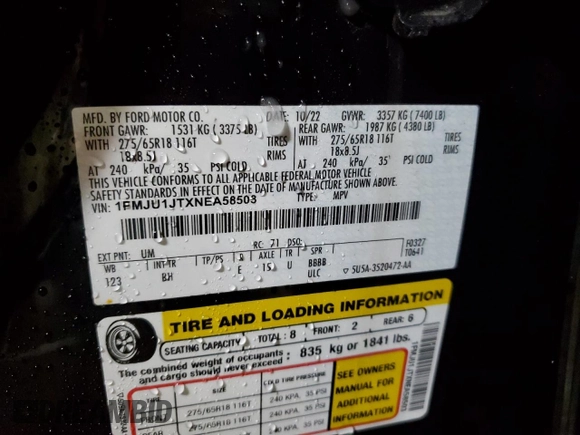 MFD. BY FORD MOTOR CO.
DATE: 10/22 GVWR: 3357 KG ( 7400 LB)
FRONT GAWR: 1531 KG ( 3375 LB)
REAR GAWR: 1987 KG ( 4380 LB)
WITH 275/65R18 116T TIRES
18x8.5J RIMS
WITH 275/65R18 116T TIRES
18x8.5J RIMS
AT 240 kPa/ 35 PSI COLD
AT 240 kPa/ 35 PSI COLD
THIS VEHICLE CONFORMS TO ALL APPLICABLE FEDERAL MOTOR VEHICLE
SAFETY STANDARDS IN EFFECT ON THE DATE OF MANUFACTURE SHOWN ABOVE.
VIN: 1FMJU1JTXNEA56503
TYPE: MPV
EXT PNT: UM RC: 71 DSO:
F0327
T0641
WB INT TR TP/PS R AXLE TR SPR
123 BH E 15 U BBBB
ULC 5U5A-3520472-AA
TIRE AND LOADING INFORMATION
SEATING CAPACITY TOTAL: 8 FRONT: 2 REAR: 6
The combined weight of occupants
and cargo should never exceed: 835 kg or 1841 lbs.
SIZE COLD TIRE PRESSURE
275/65R18 116T 240 KPA, 35 PSI
REAR 275/65R18 116T 240 KPA, 35 PSI
SEE OWNERS
MANUAL FOR
ADDITIONAL
INFORMATION